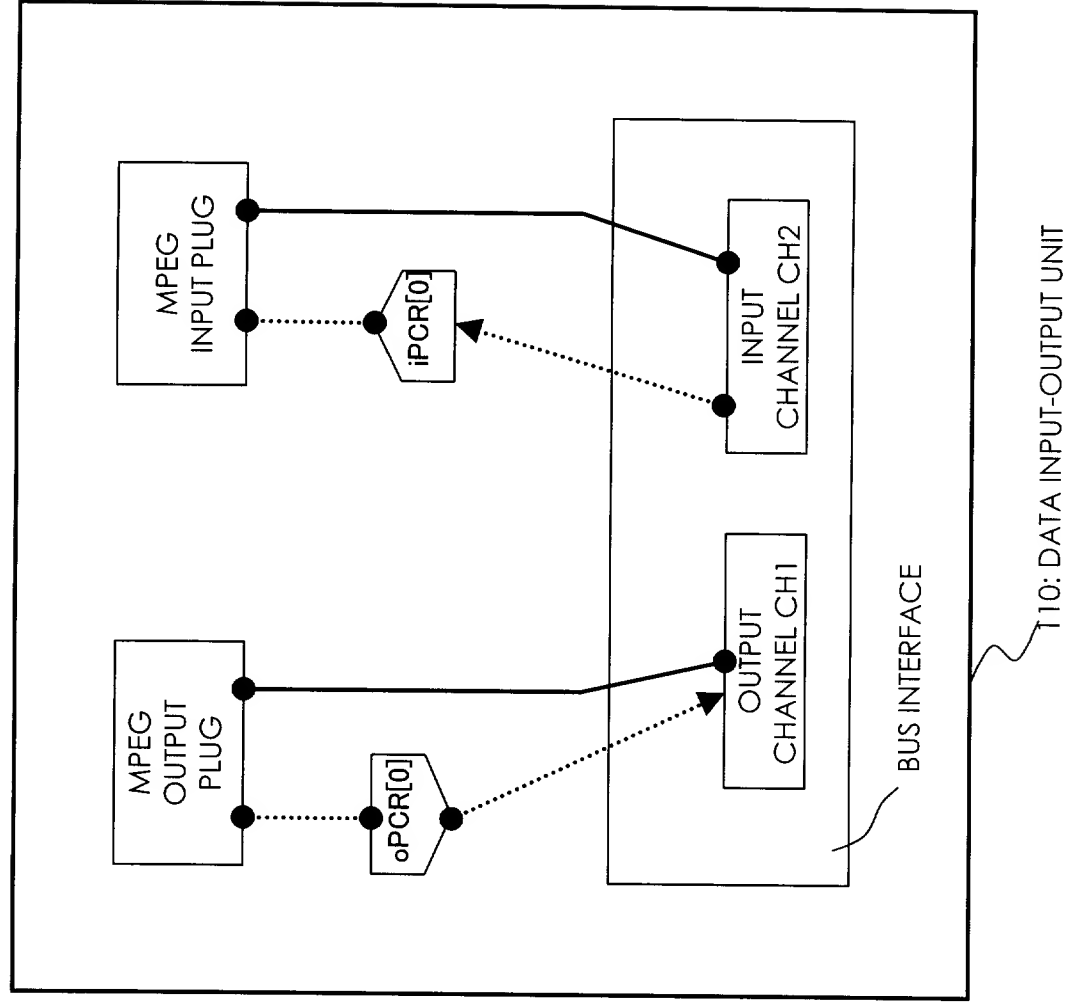 MPEG
OUTPUT
PLUG
MPEG
INPUT PLUG
oPCR[0]
iPCR[0]
OUTPUT
CHANNEL CH1
INPUT
CHANNEL CH2
BUS INTERFACE
110: DATA INPUT-OUTPUT UNIT